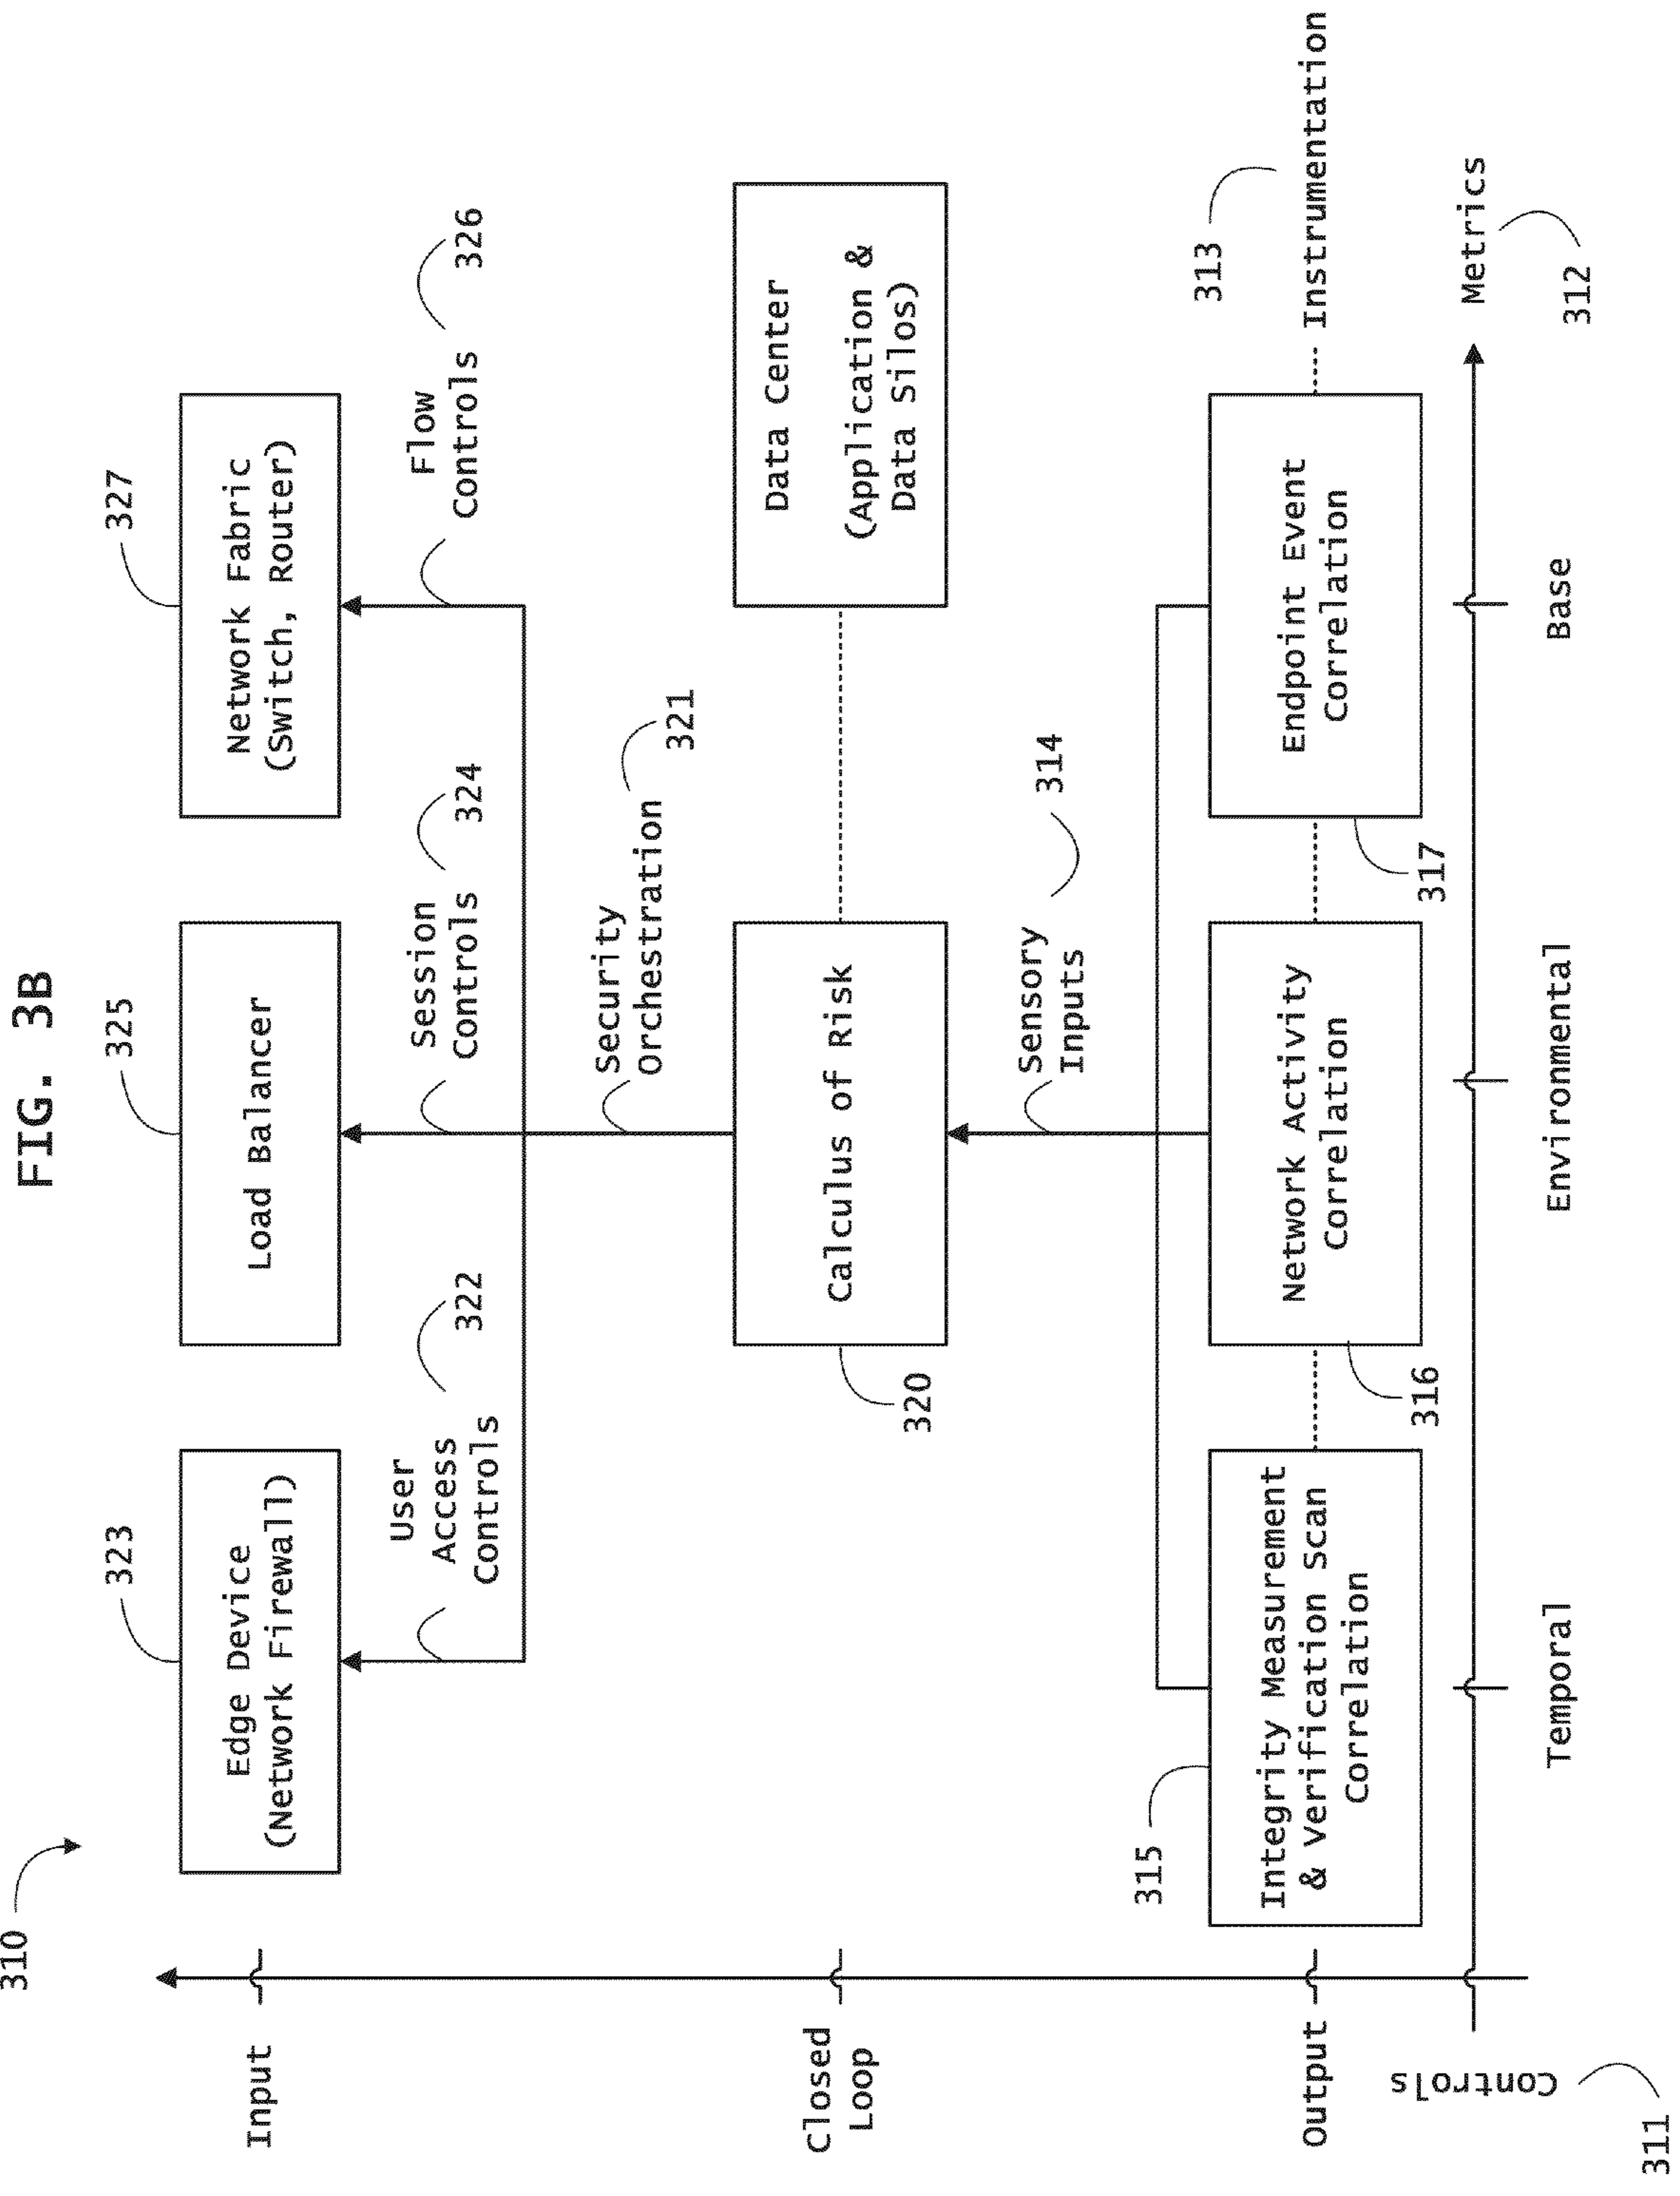 FIG. 3B
310
323
325
327
Input
Edge Device
(Network Firewall)
Load Balancer
Network Fabric
(Switch, Router)
User
Access
Controls
322
Session
Controls
324
Flow
Controls
326
Security
Orchestration
321
Closed
Loop
Calculus of Risk
320
Data Center
(Application &
Data Silos)
Sensory
Inputs
314
315
313
Output
Integrity Measurement
& Verification Scan
Correlation
Network Activity
Correlation
Endpoint Event
Correlation
Instrumentation
316
317
Controls
311
Metrics
312
Temporal
Environmental
Base